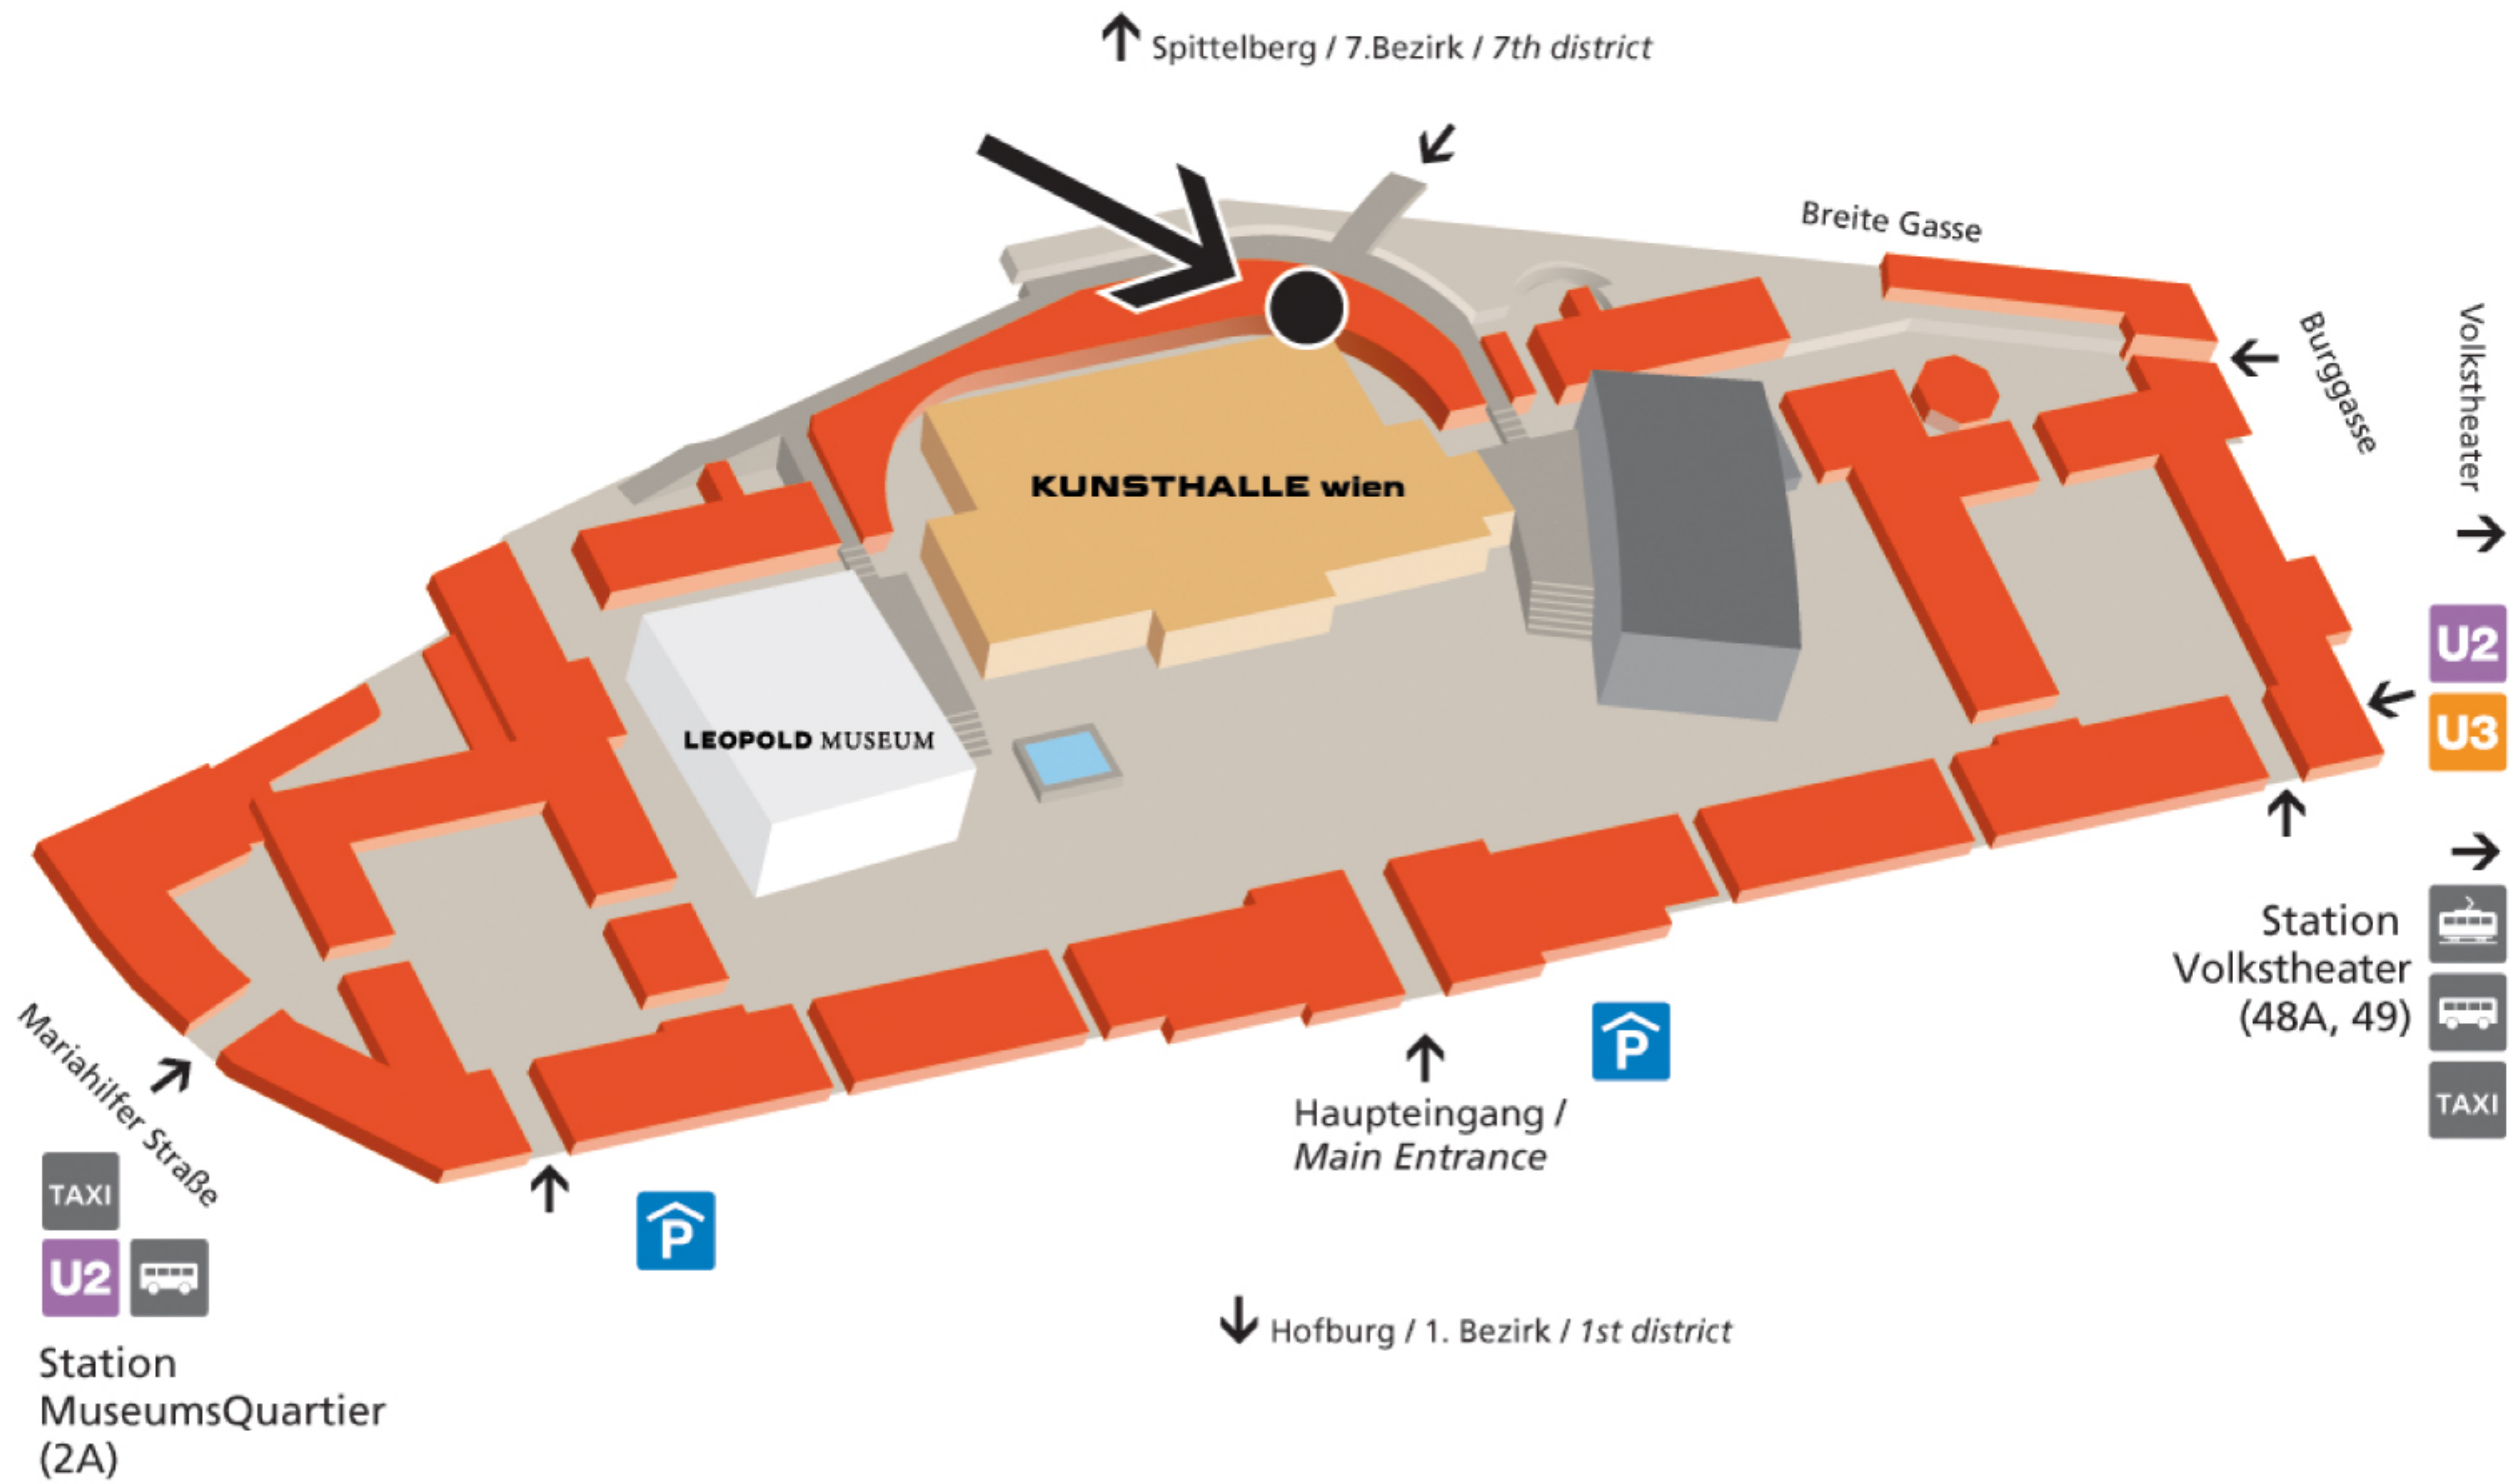 Spittelberg / 7.Bezirk / 7th district
Breite Gasse
Burggasse
Volkstheater
KUNSTHALLE wien
LEOPOLD MUSEUM
U2
U3
Station
Volkstheater
(48A, 49)
TAXI
P
Haupteingang /
Main Entrance
Mariahilfer Straße
TAXI
P
U2
Hofburg / 1. Bezirk / 1st district
Station
MuseumsQuartier
(2A)